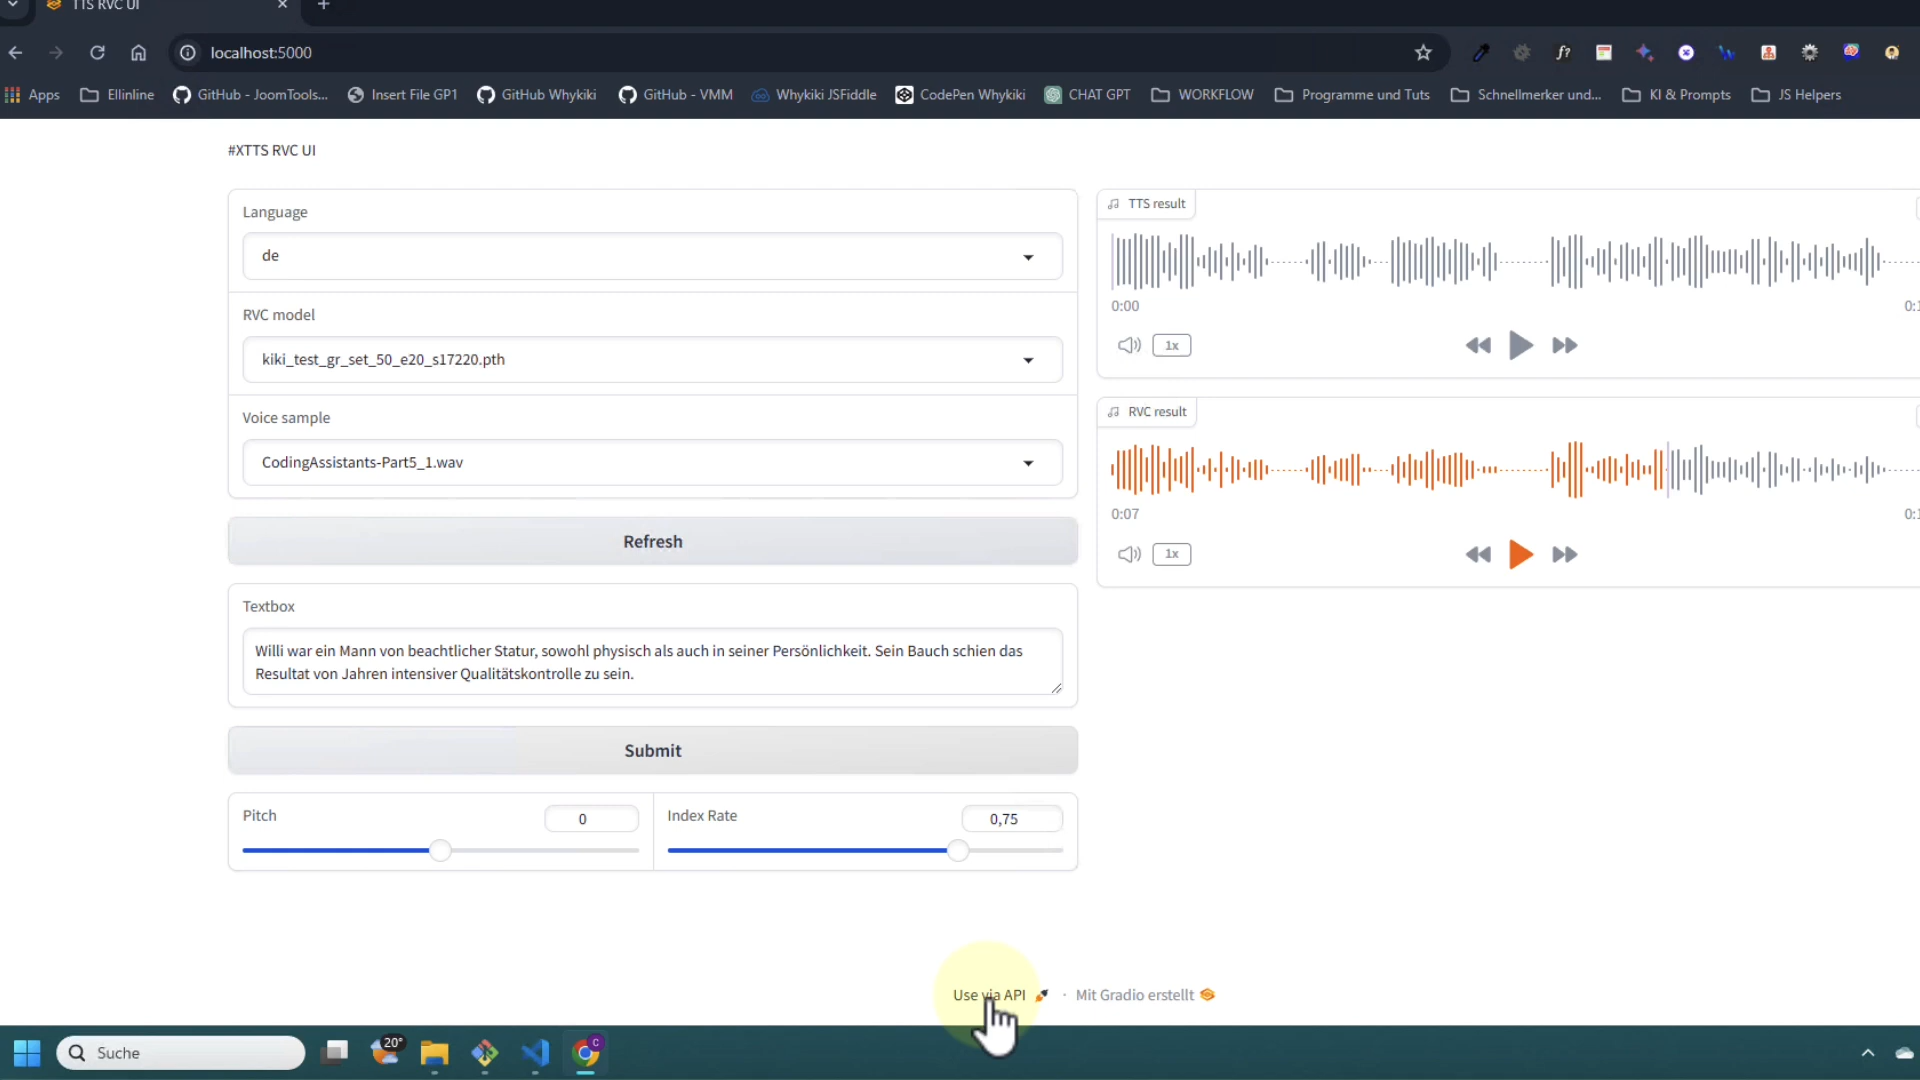 TTS RVC UI
localhost:5000
f?
Apps
Ellinline
GitHub - JoomTools...
Insert File GP1
GitHub Whykiki
GitHub - VMM
Whykiki JSFiddle
CodePen Whykiki
CHAT GPT
WORKFLOW
Programme und Tuts
Schnellmerker und...
KI & Prompts
JS Helpers
#XTTS RVC UI
Language
de
RVC model
kiki_test_gr_set_50_e20_s17220.pth
Voice sample
CodingAssistants-Part5_1.wav
Refresh
Textbox
Willi war ein Mann von beachtlicher Statur, sowohl physisch als auch in seiner Persönlichkeit. Sein Bauch schien das
Resultat von Jahren intensiver Qualitätskontrolle zu sein.
Submit
Pitch
0
Index Rate
0,75
TTS result
0:00
1x
RVC result
0:07
1x
Use via API · Mit Gradio erstellt
Suche
20°
C